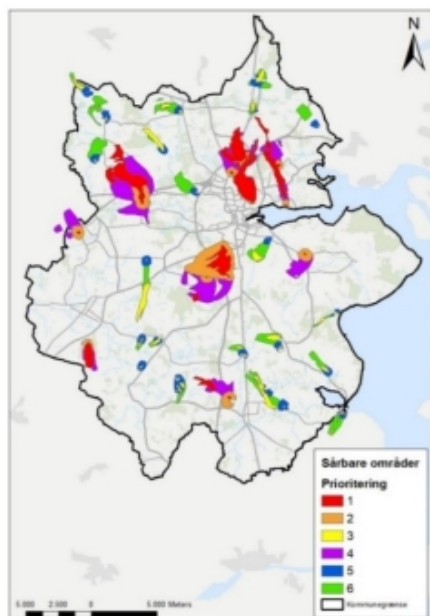 N
Sårbare områder
Prioritering
1
2
3
4
5
6
Kommunegrænse
5.000 2.500 0 5.000 Meters